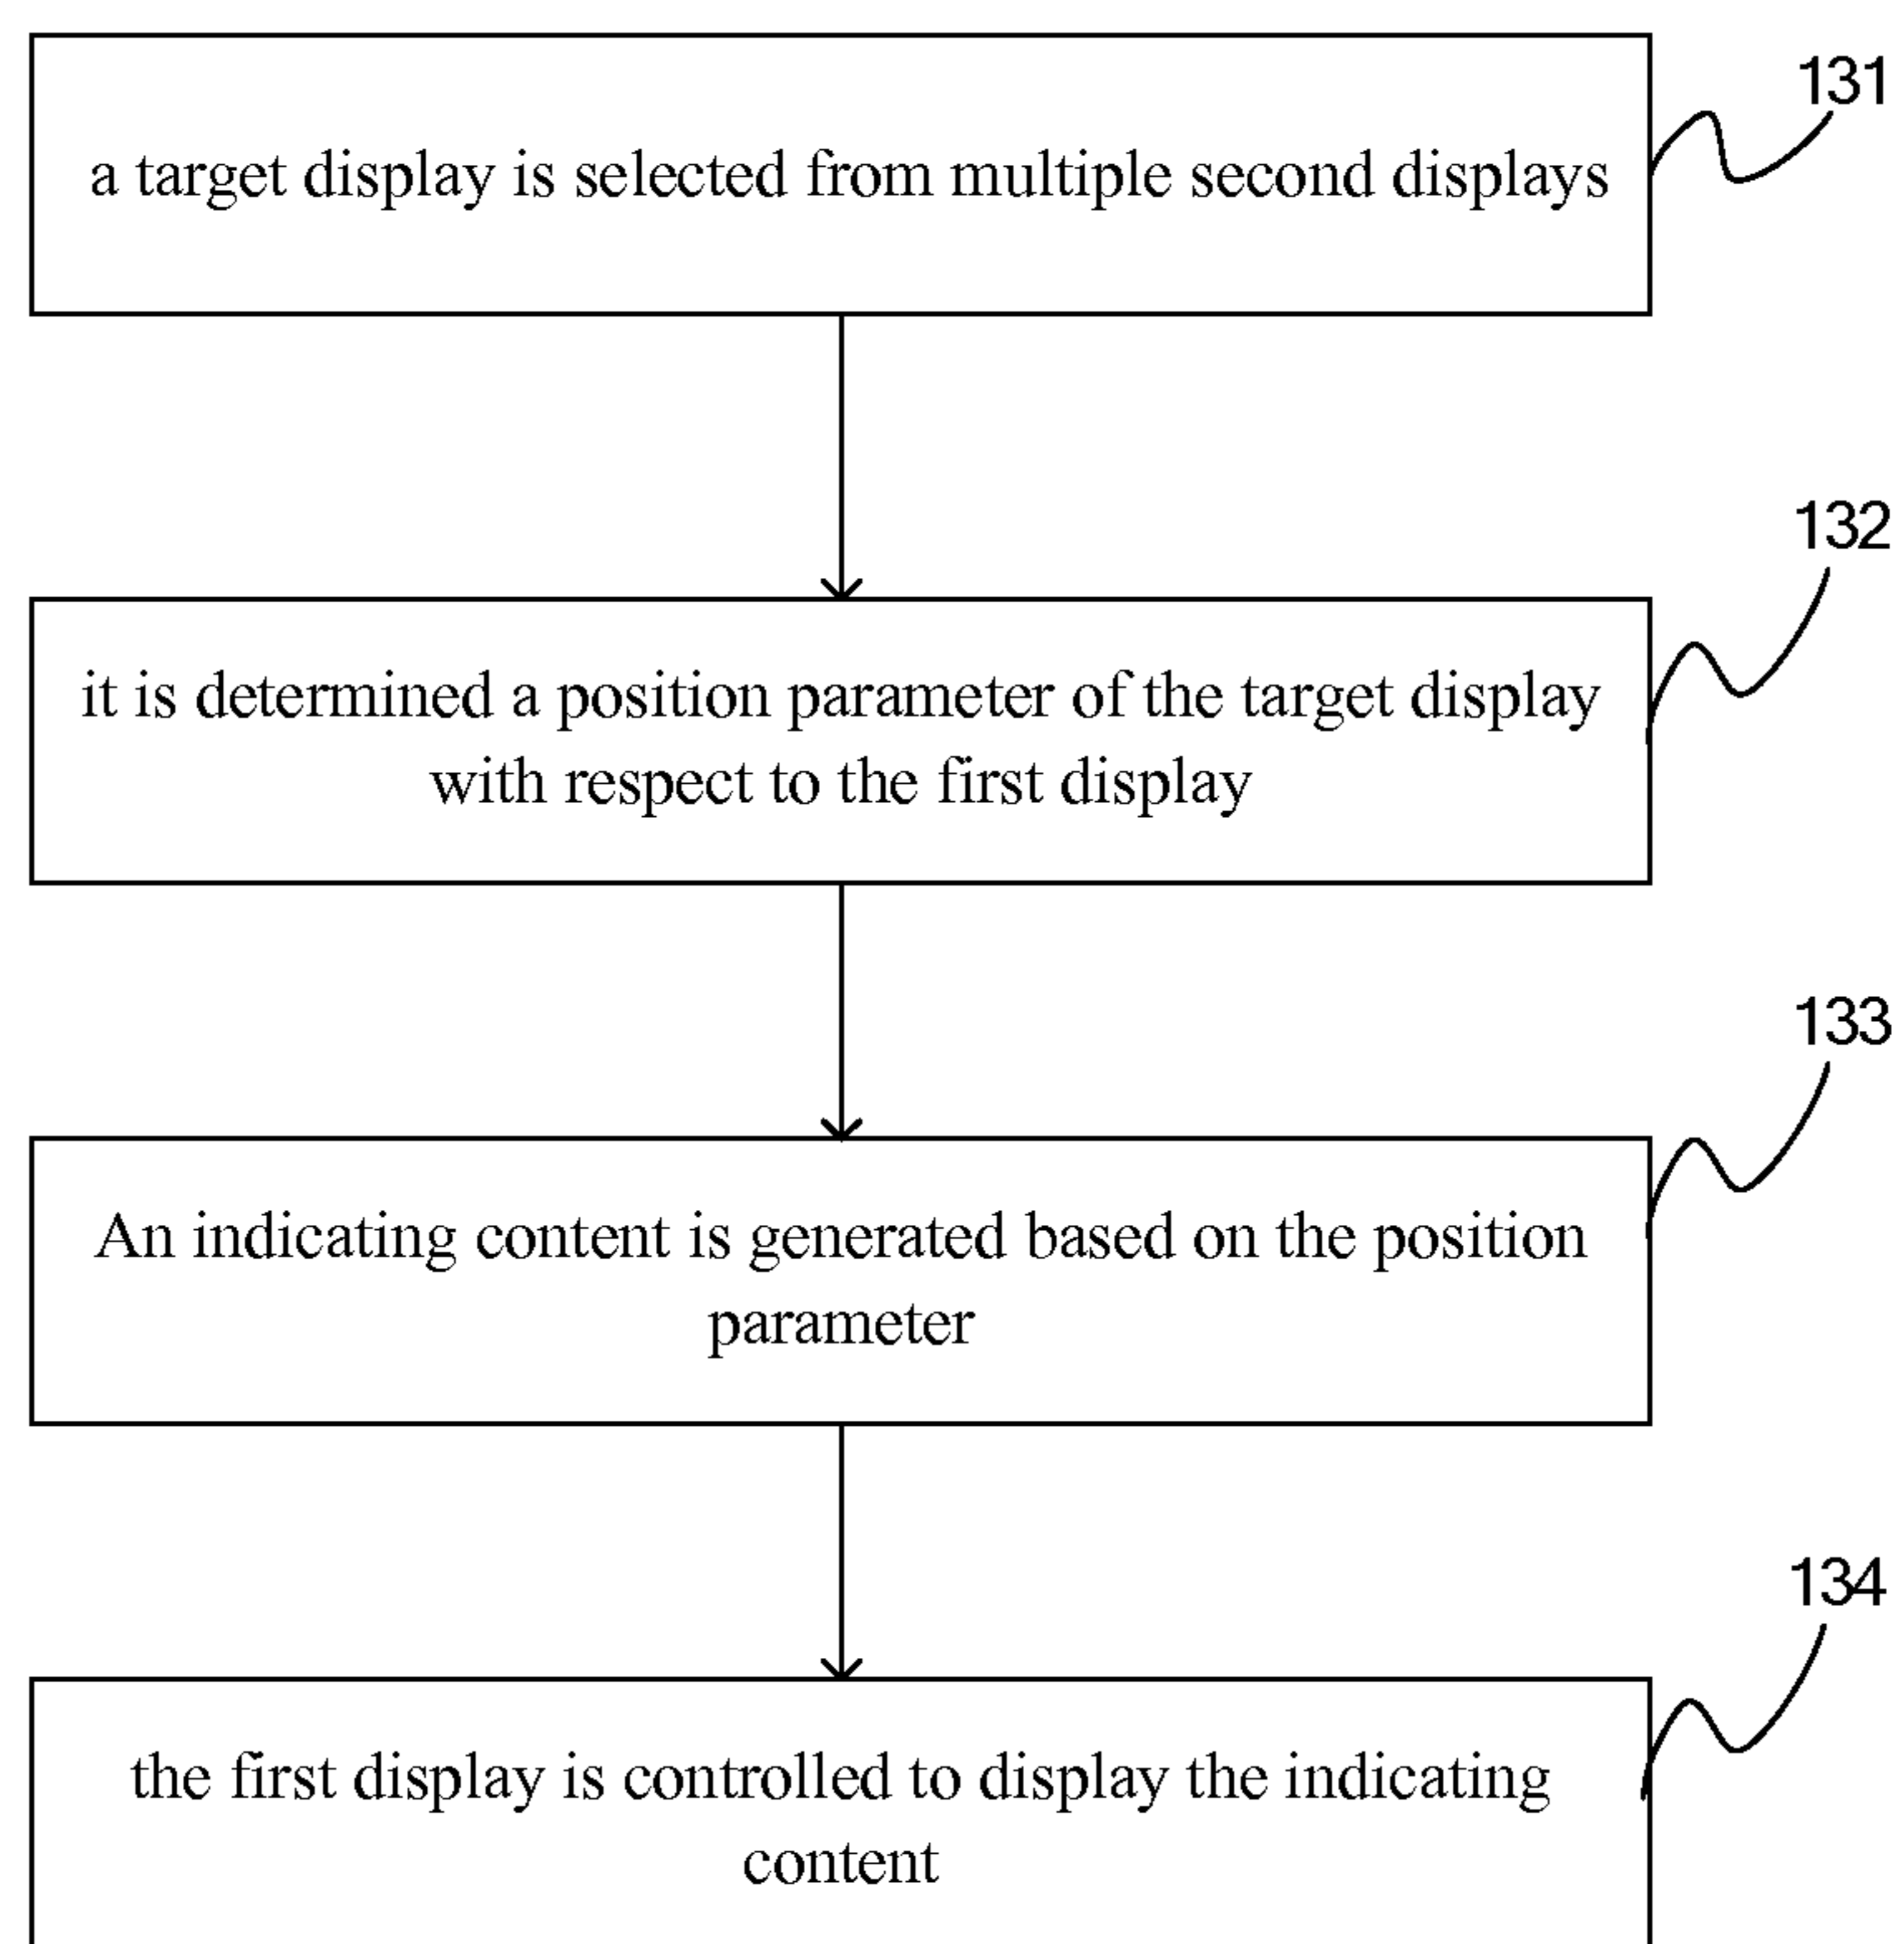 131
a target display is selected from multiple second displays
132
it is determined a position parameter of the target display
with respect to the first display
133
An indicating content is generated based on the position
parameter
134
the first display is controlled to display the indicating
content